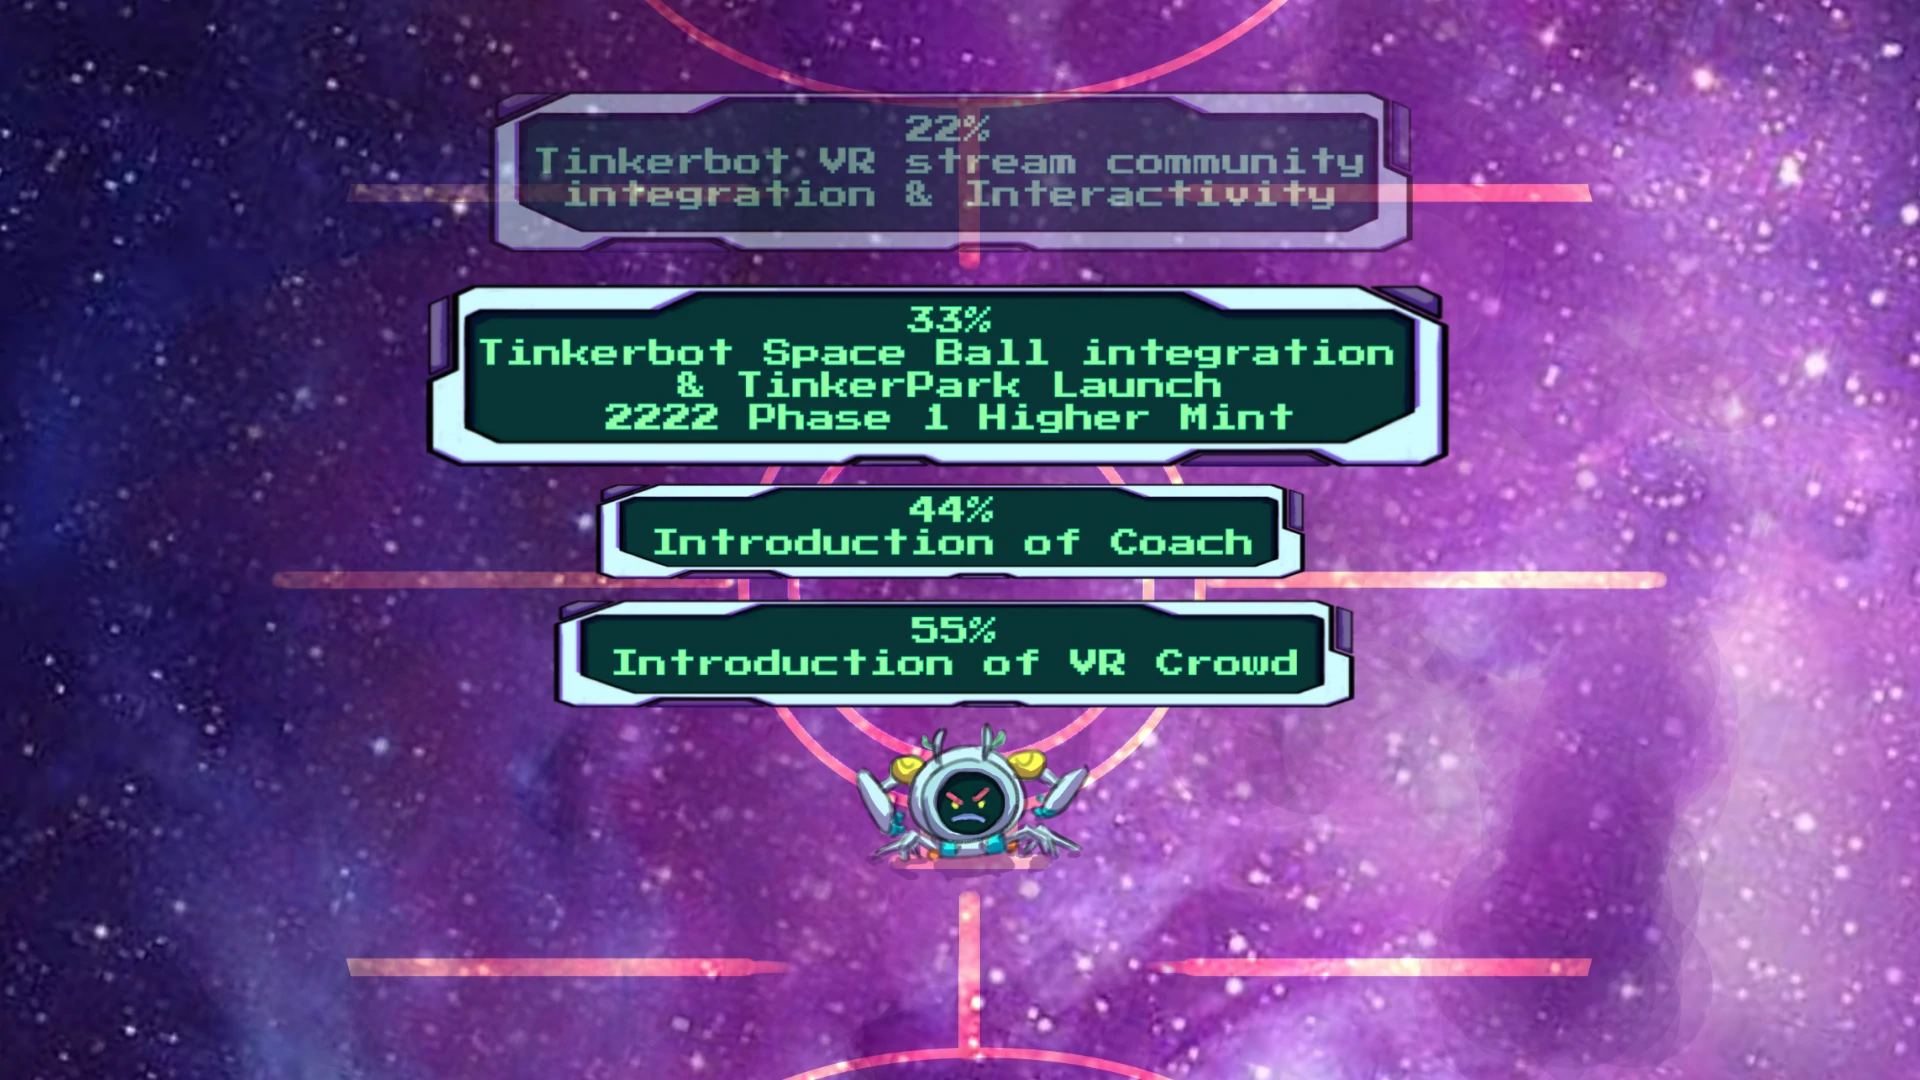 22%
Tinkerbot VR stream community
integration & Interactivity
33%
Tinkerbot Space Ball integration
& TinkerPark Launch
2222 Phase 1 Higher Mint
44%
Introduction of Coach
55%
Introduction of VR Crowd